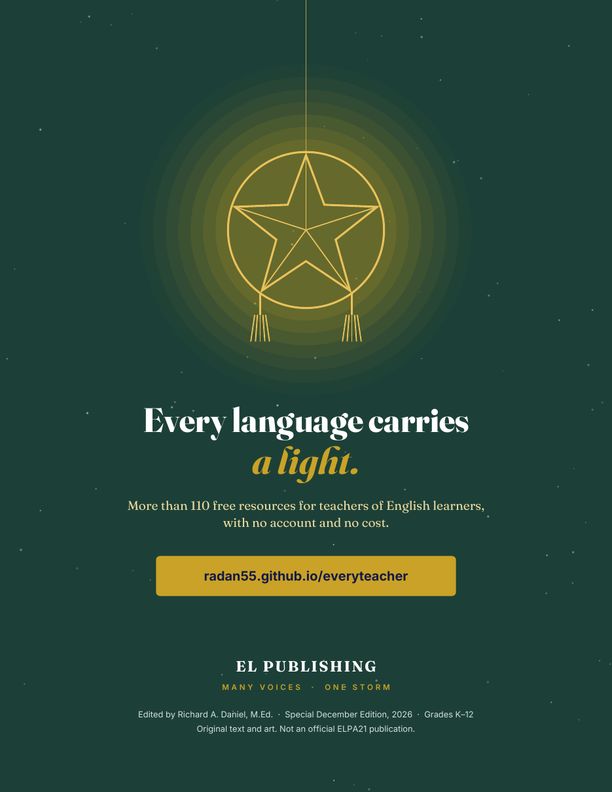 Every language carries
a light.
More than 110 free resources for teachers of English learners,
with no account and no cost.
radan55.github.io/everyteacher
EL PUBLISHING
MANY VOICES · ONE STORM
Edited by Richard A. Daniel, M.Ed. · Special December Edition, 2026 · Grades K–12
Original text and art. Not an official ELPA21 publication.